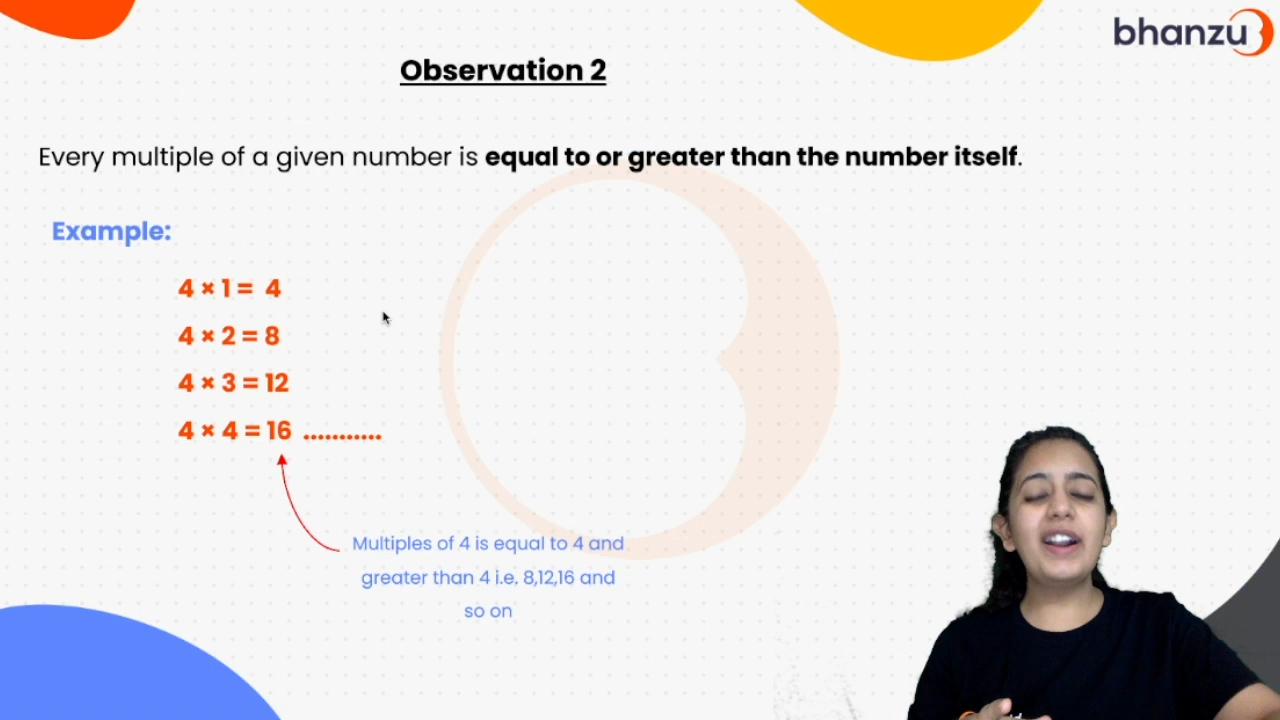 bhanzu
Observation 2
Every multiple of a given number is equal to or greater than the number itself.
Example:
4 × 1 = 4
4 × 2 = 8
4 × 3 = 12
4 × 4 = 16 ...........
Multiples of 4 is equal to 4 and
greater than 4 i.e. 8,12,16 and
so on